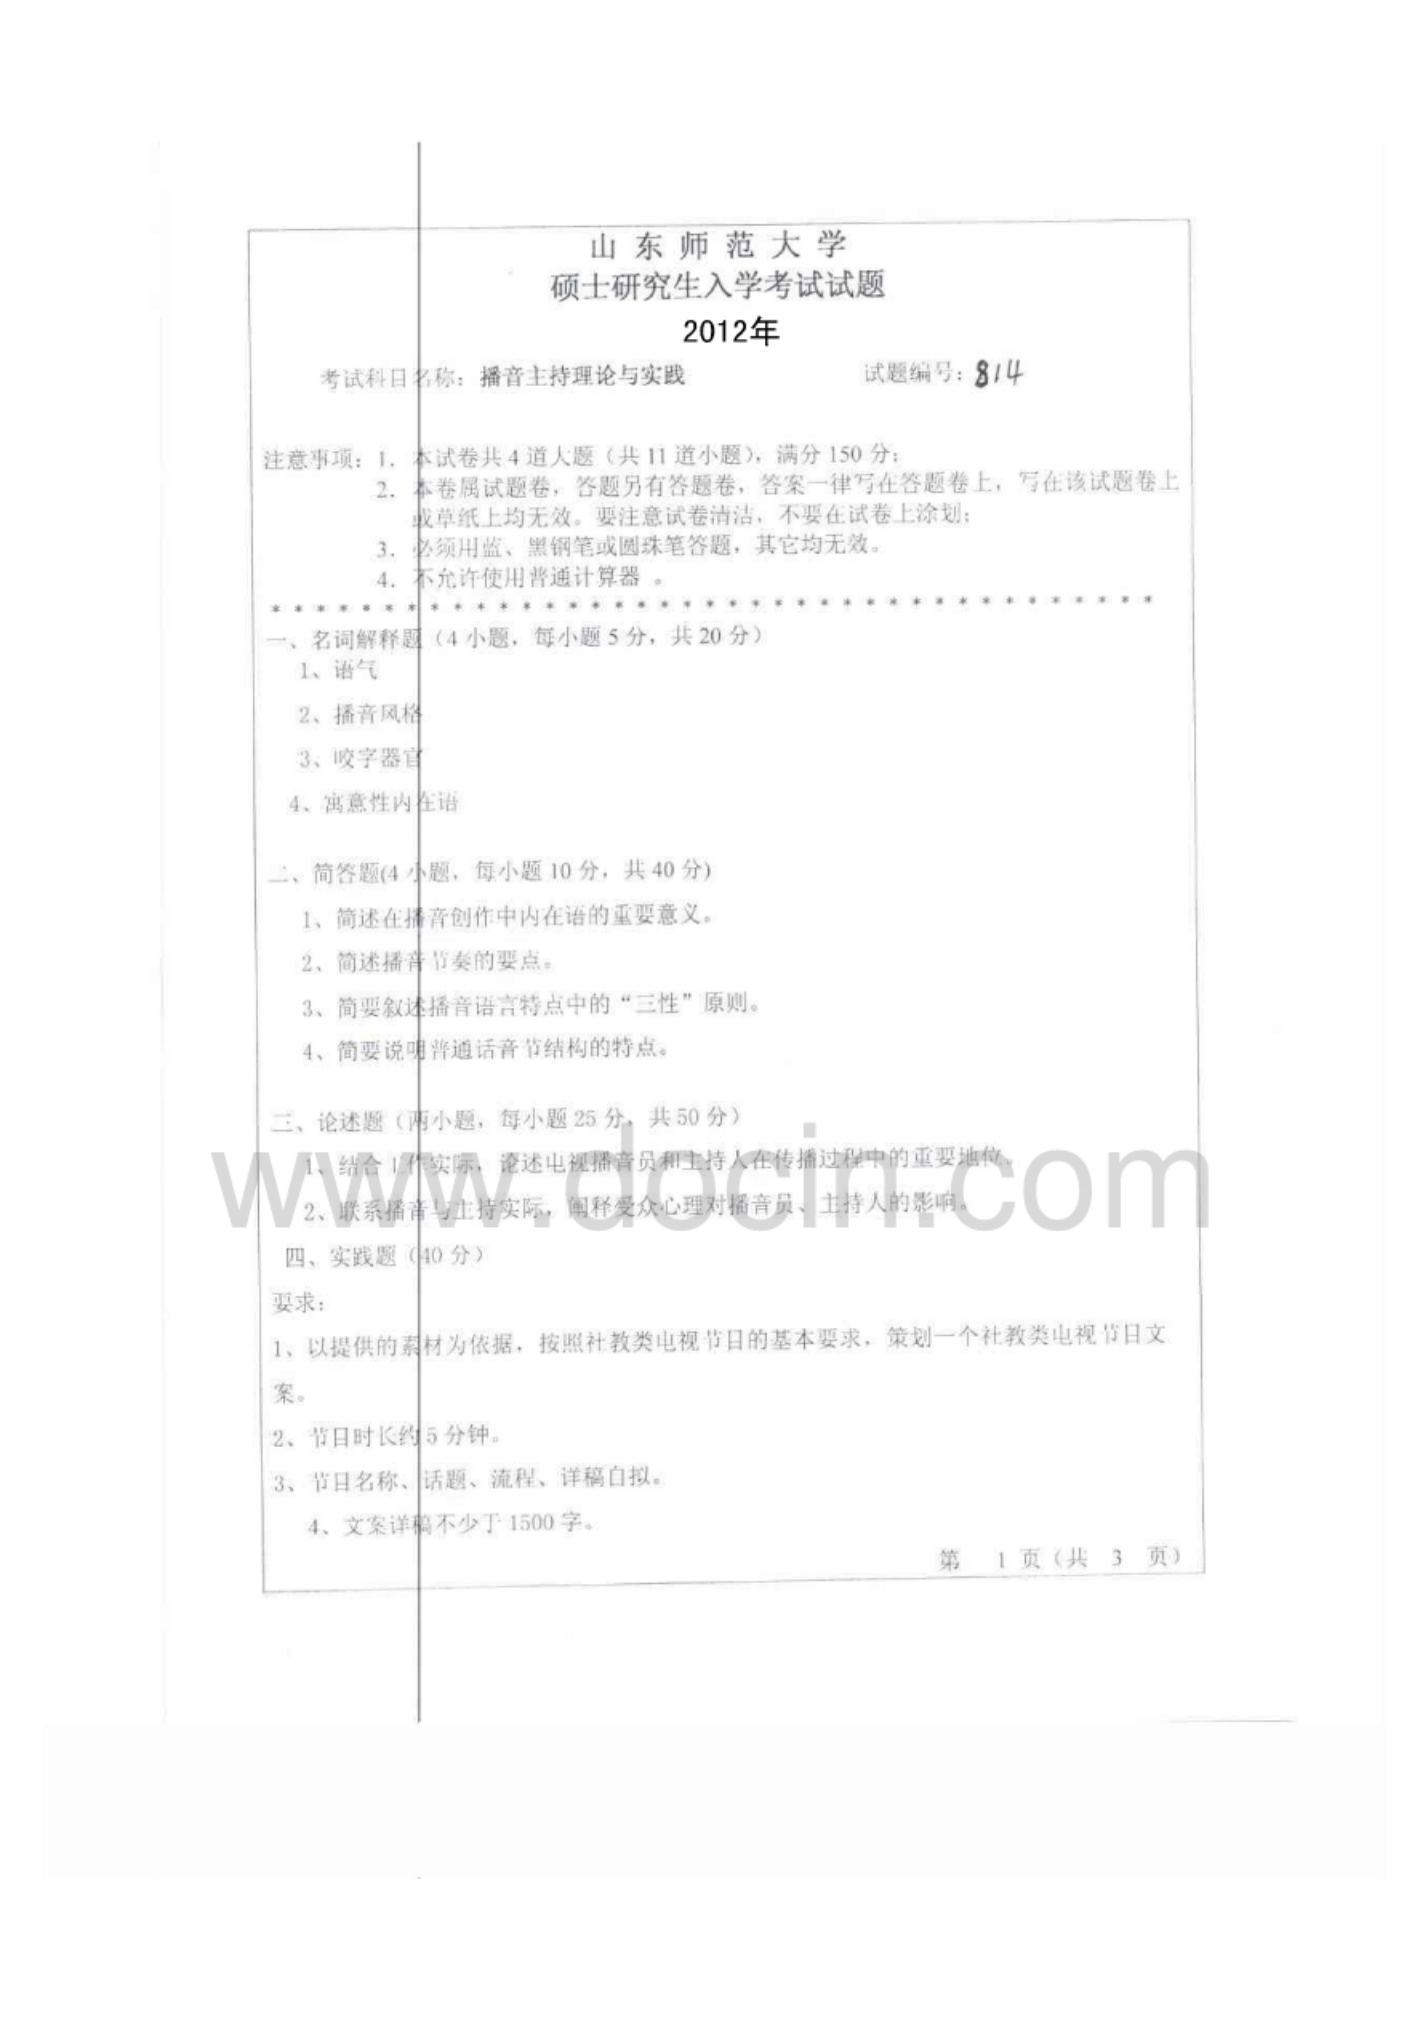 山东师范大学
硕士研究生入学考试试题
2012年
考试科目名称：播音主持理论与实践 试题编号：814
注意事项：1. 本试卷共 4 道大题（共 11 道小题），满分 150 分；
2. 本卷属试题卷，答题另有答题卷，答案一律写在答题卷上，写在该试题卷上
或草纸上均无效。要注意试卷清洁，不要在试卷上涂划；
3. 必须用蓝、黑钢笔或圆珠笔答题，其它均无效。
4. 不允许使用普通计算器 。
* * * * * * * * * * * * * * * * * * * * * * * * * * * * * * * * * * * * * * *
一、名词解释题（4 小题，每小题 5 分，共 20 分）
1、语气
2、播音风格
3、咬字器官
4、寓意性内在语
二、简答题(4 小题，每小题 10 分，共 40 分)
1、简述在播音创作中内在语的重要意义。
2、简述播音节奏的要点。
3、简要叙述播音语言特点中的“三性”原则。
4、简要说明普通话音节结构的特点。
三、论述题（两小题，每小题 25 分，共 50 分）
1、结合工作实际，论述电视播音员和主持人在传播过程中的重要地位。
2、联系播音与主持实际，阐释受众心理对播音员、主持人的影响。
www.docin.com
四、实践题（40 分）
要求：
1、以提供的素材为依据，按照社教类电视节目的基本要求，策划一个社教类电视节目文
案。
2、节目时长约 5 分钟。
3、节目名称、话题、流程、详稿自拟。
4、文案详稿不少于 1500 字。
第 1 页（共 3 页）